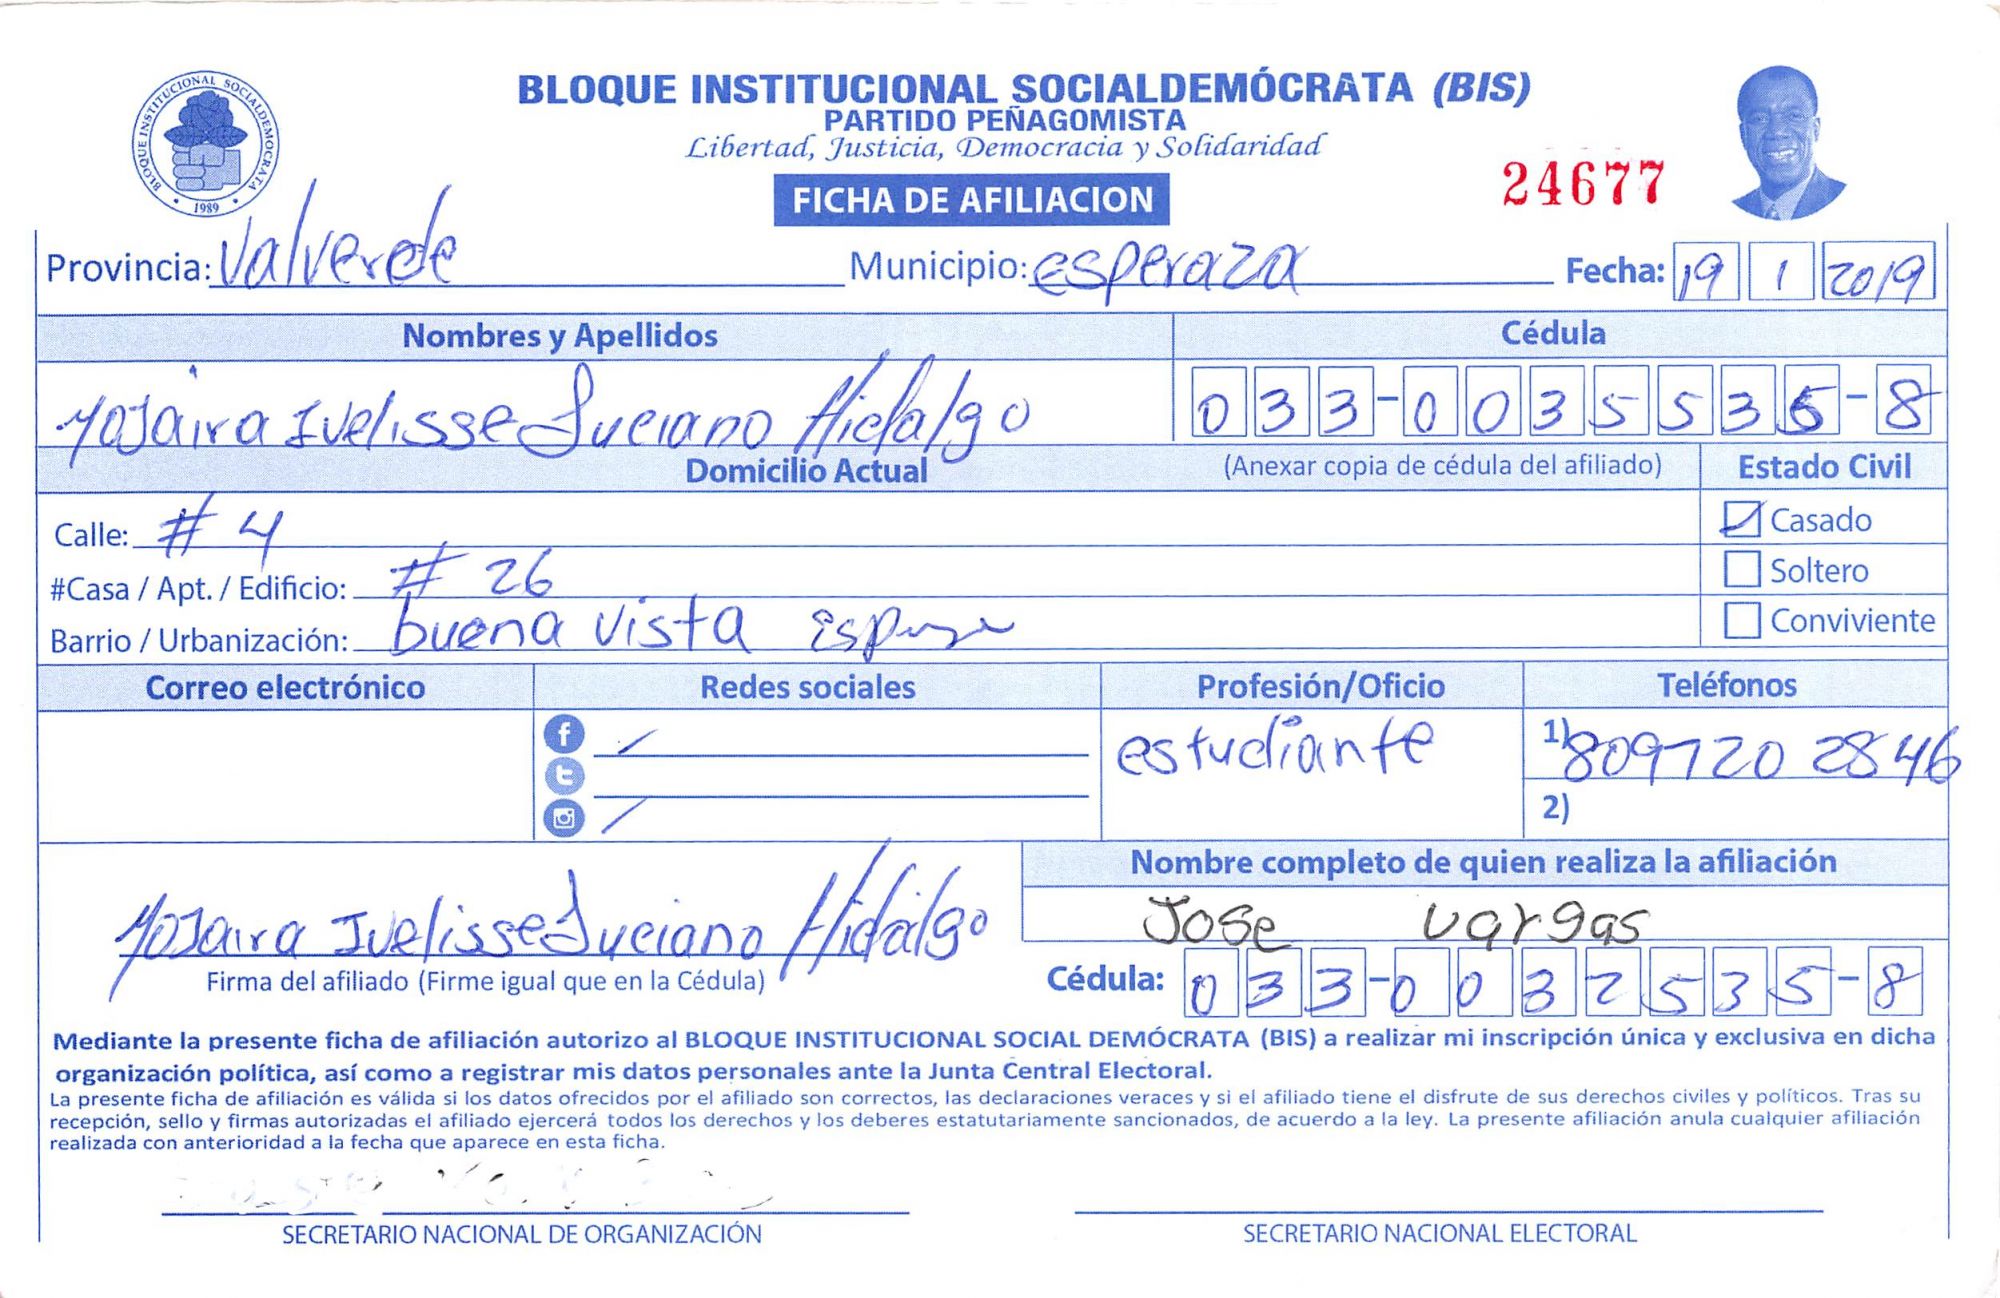 BLOQUE INSTITUCIONAL SOCIALDEMOCRATA
1989
BLOQUE INSTITUCIONAL SOCIALDEMÓCRATA (BIS)
PARTIDO PEÑAGOMISTA
Libertad, Justicia, Democracia y Solidaridad
24677
FICHA DE AFILIACION
Provincia: Valverde Municipio: esperaza Fecha: 19 1 2019
Nombres y Apellidos Cédula
Yojaira Ivelisse Luciano Hidalgo 033-0035535-8
Domicilio Actual (Anexar copia de cédula del afiliado) Estado Civil
Calle: # 4 Casado
#Casa / Apt. / Edificio: # 26 Soltero
Barrio / Urbanización: buena vista Conviviente
Correo electrónico Redes sociales Profesión/Oficio Teléfonos
estudiante 1) 809720 2846
2)
Nombre completo de quien realiza la afiliación
Yojaira Ivelisse Luciano Hidalgo Jose vargas
Firma del afiliado (Firme igual que en la Cédula) Cédula: 033-0032535-8
Mediante la presente ficha de afiliación autorizo al BLOQUE INSTITUCIONAL SOCIAL DEMÓCRATA (BIS) a realizar mi inscripción única y exclusiva en dicha
organización política, así como a registrar mis datos personales ante la Junta Central Electoral.
La presente ficha de afiliación es válida si los datos ofrecidos por el afiliado son correctos, las declaraciones veraces y si el afiliado tiene el disfrute de sus derechos civiles y políticos. Tras su
recepción, sello y firmas autorizadas el afiliado ejercerá todos los derechos y los deberes estatutariamente sancionados, de acuerdo a la ley. La presente afiliación anula cualquier afiliación
realizada con anterioridad a la fecha que aparece en esta ficha.
SECRETARIO NACIONAL DE ORGANIZACIÓN SECRETARIO NACIONAL ELECTORAL